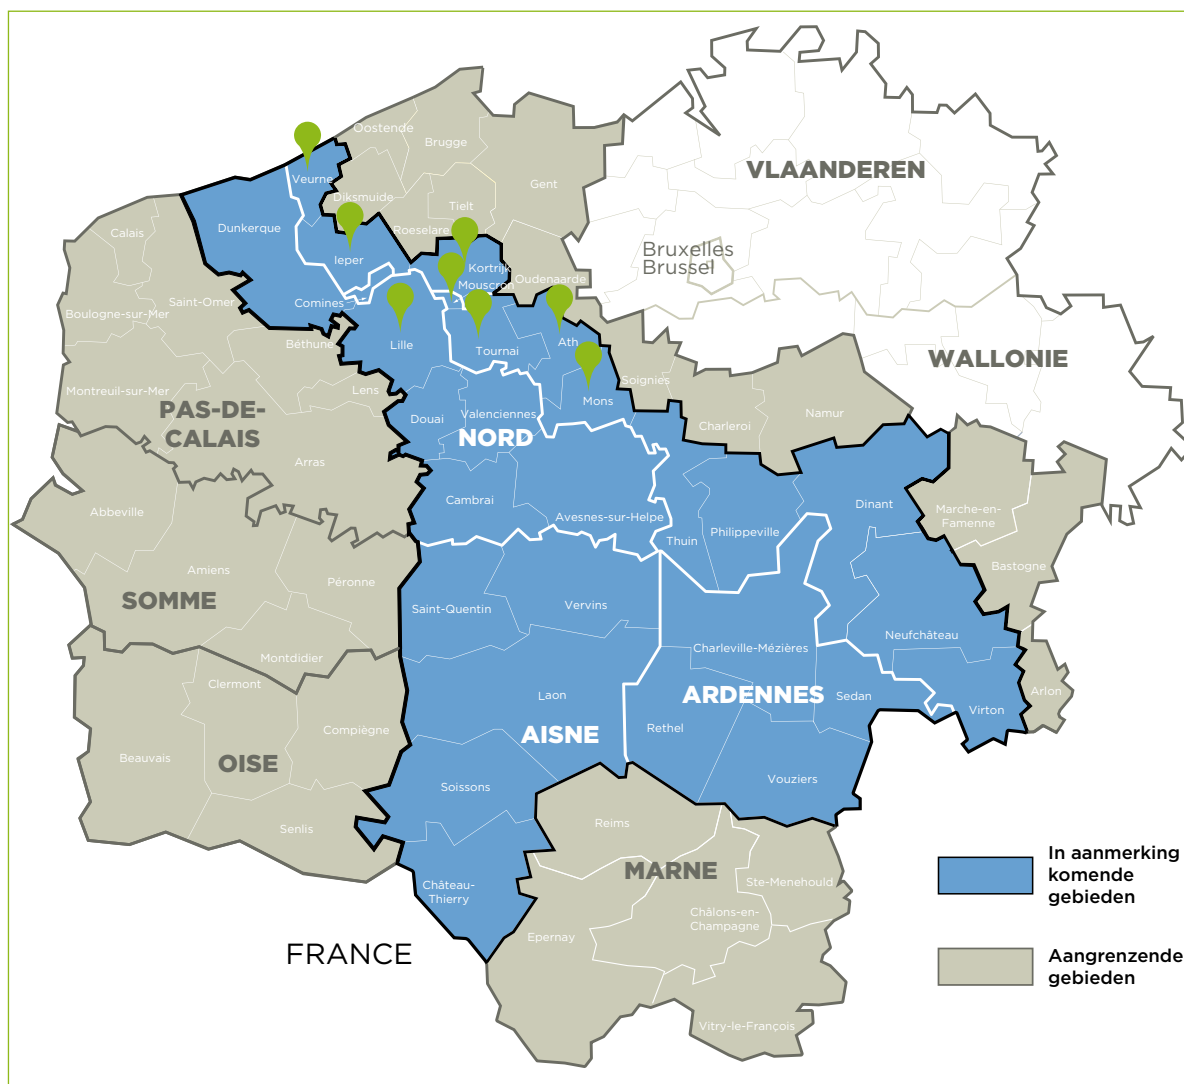 Oostende
Brugge
VLAANDEREN
Veurne
Gent
Diksmuide
Tielt
Dunkerque
Calais
Roeselare
Bruxelles
Brussel
Ieper
Kortrijk
Oudenaarde
Mouscron
Saint-Omer
Comines
Boulogne-sur-Mer
Béthune
Lille
Tournai
Ath
WALLONIE
Soignies
Montreuil-sur-Mer
Lens
Mons
PAS-DE-
CALAIS
Douai
Valenciennes
NORD
Charleroi
Namur
Arras
Cambrai
Abbeville
Avesnes-sur-Helpe
Dinant
Marche-en-
Famenne
Thuin
Philippeville
Amiens
Péronne
Bastogne
SOMME
Saint-Quentin
Vervins
Neufchâteau
Montdidier
Charleville-Mézières
Clermont
Laon
ARDENNES
Sedan
Arlon
Virton
Compiègne
Rethel
AISNE
Beauvais
OISE
Soissons
Vouziers
Senlis
Reims
MARNE
Château-
Thierry
Ste-Menehould
Châlons-en-
Champagne
Epernay
FRANCE
Vitry-le-François
In aanmerking
komende
gebieden
Aangrenzende
gebieden